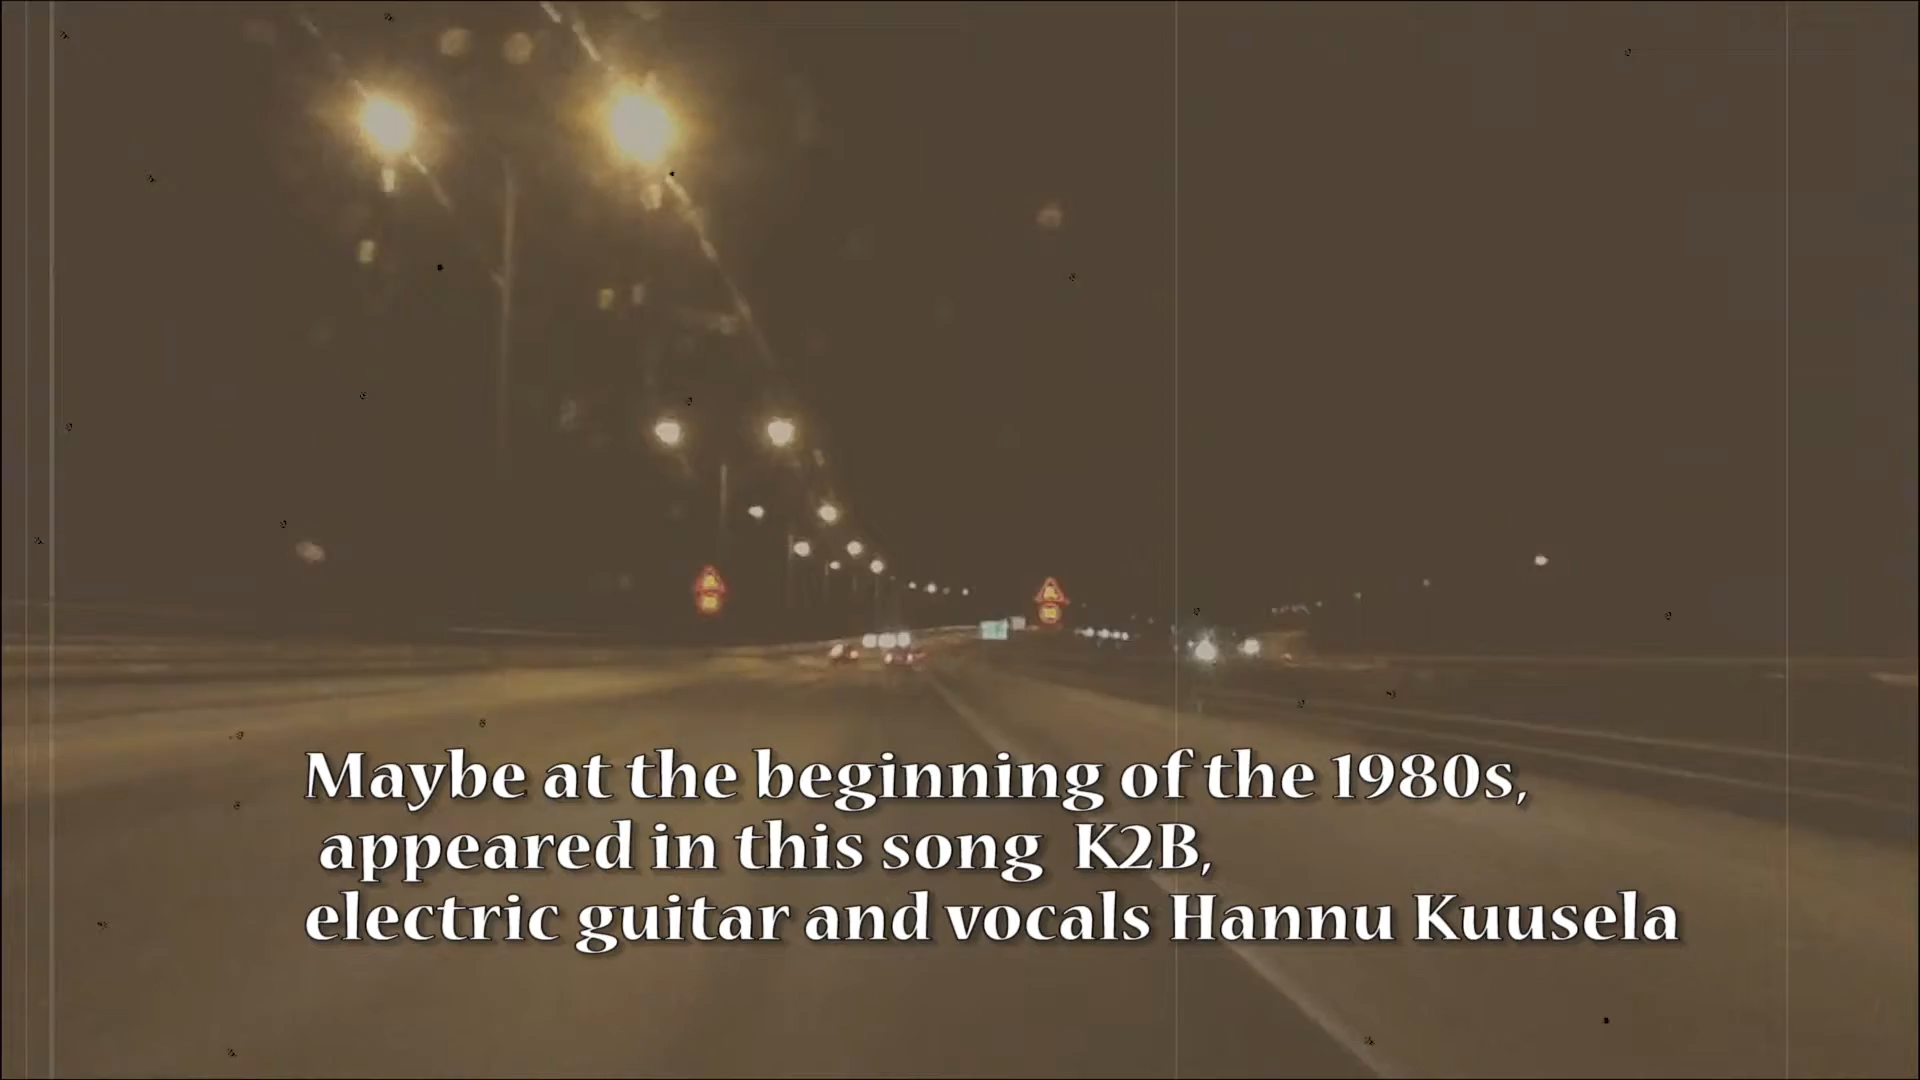 Maybe at the beginning of the 1980s,
appeared in this song K2B,
electric guitar and vocals Hannu Kuusela